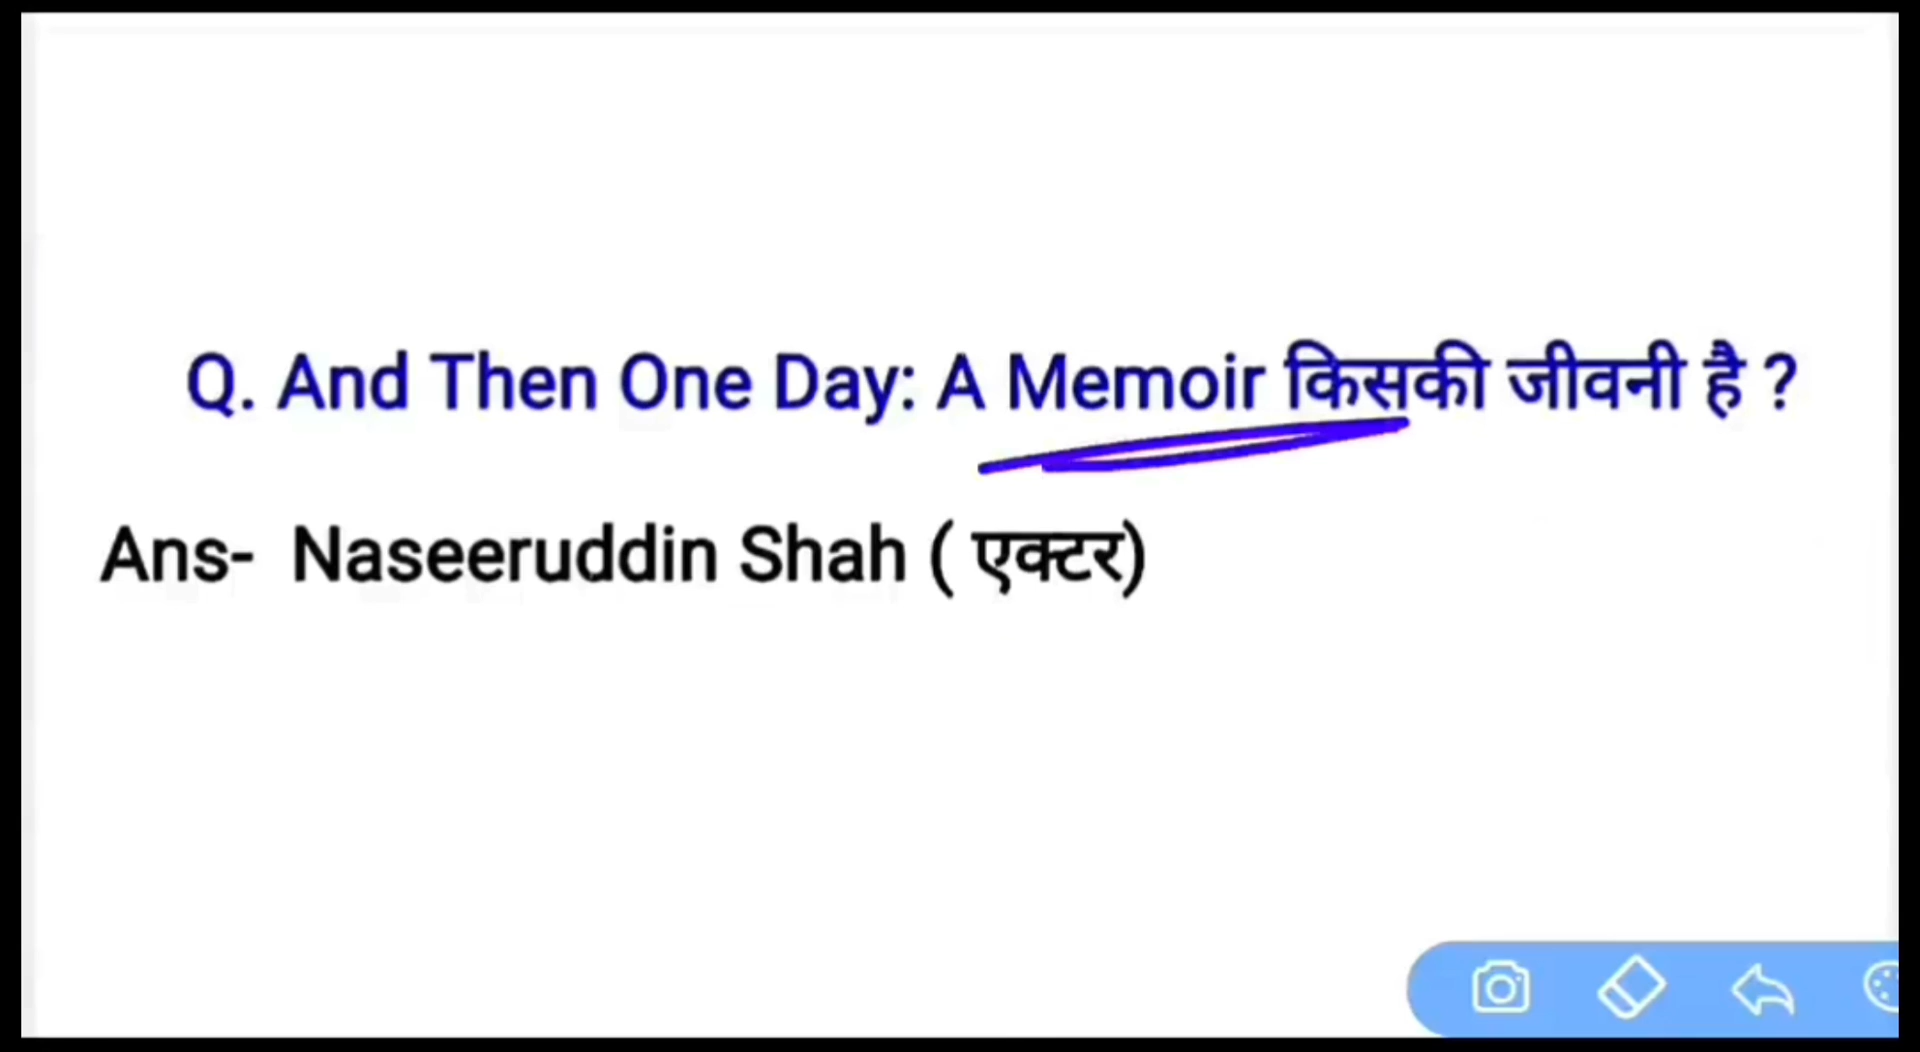 Q. And Then One Day: A Memoir किसकी जीवनी है ?
Ans- Naseeruddin Shah ( एक्टर)